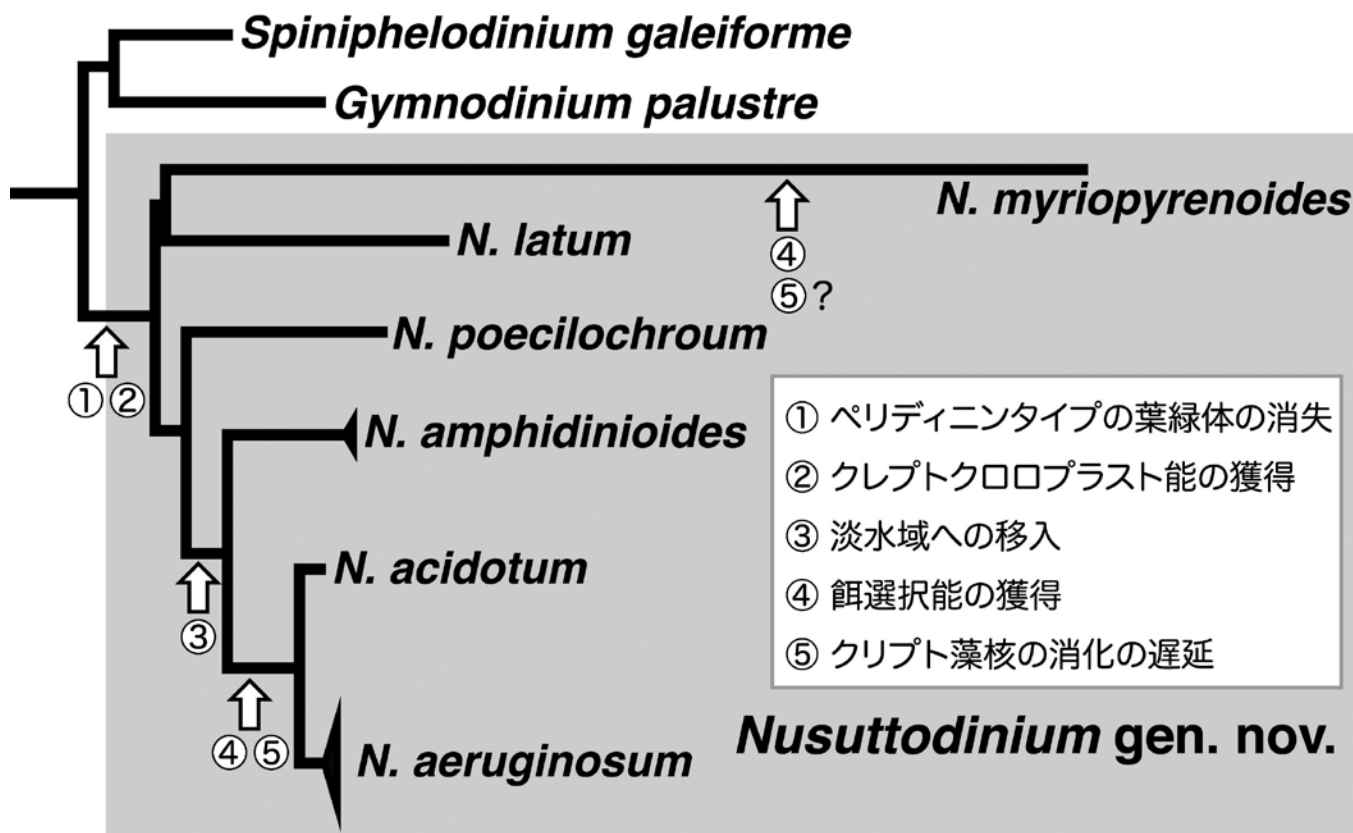 Spiniphelodinium galeiforme
Gymnodinium palustre
N. myriopyrenoides
N. latum
④
⑤?
N. poecilochroum
①②
N. amphidinioides
N. acidotum
③
④⑤
N. aeruginosum
① ペリディニンタイプの葉緑体の消失
② クレプトクロロプラスト能の獲得
③ 淡水域への移入
④ 餌選択能の獲得
⑤ クリプト藻核の消化の遅延
Nusuttodinium gen. nov.